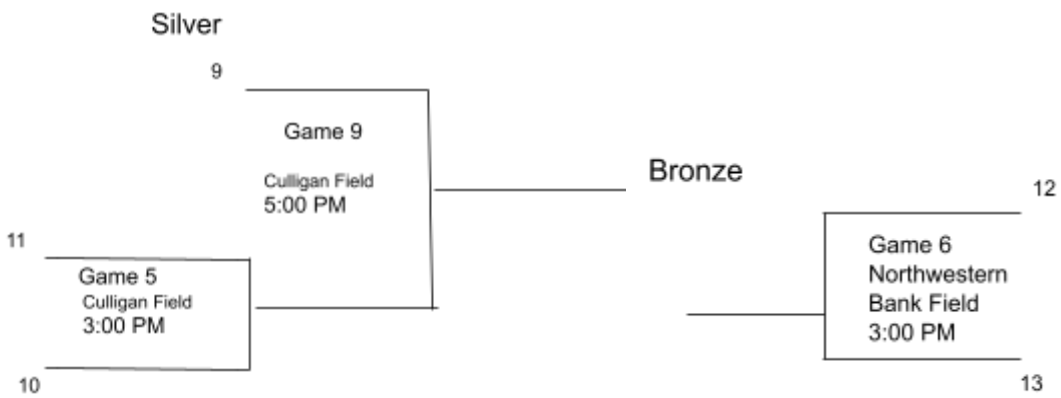 Silver
9
Game 9
Culligan Field
5:00 PM
11
Game 5
Culligan Field
3:00 PM
10
Bronze
12
Game 6
Northwestern
Bank Field
3:00 PM
13